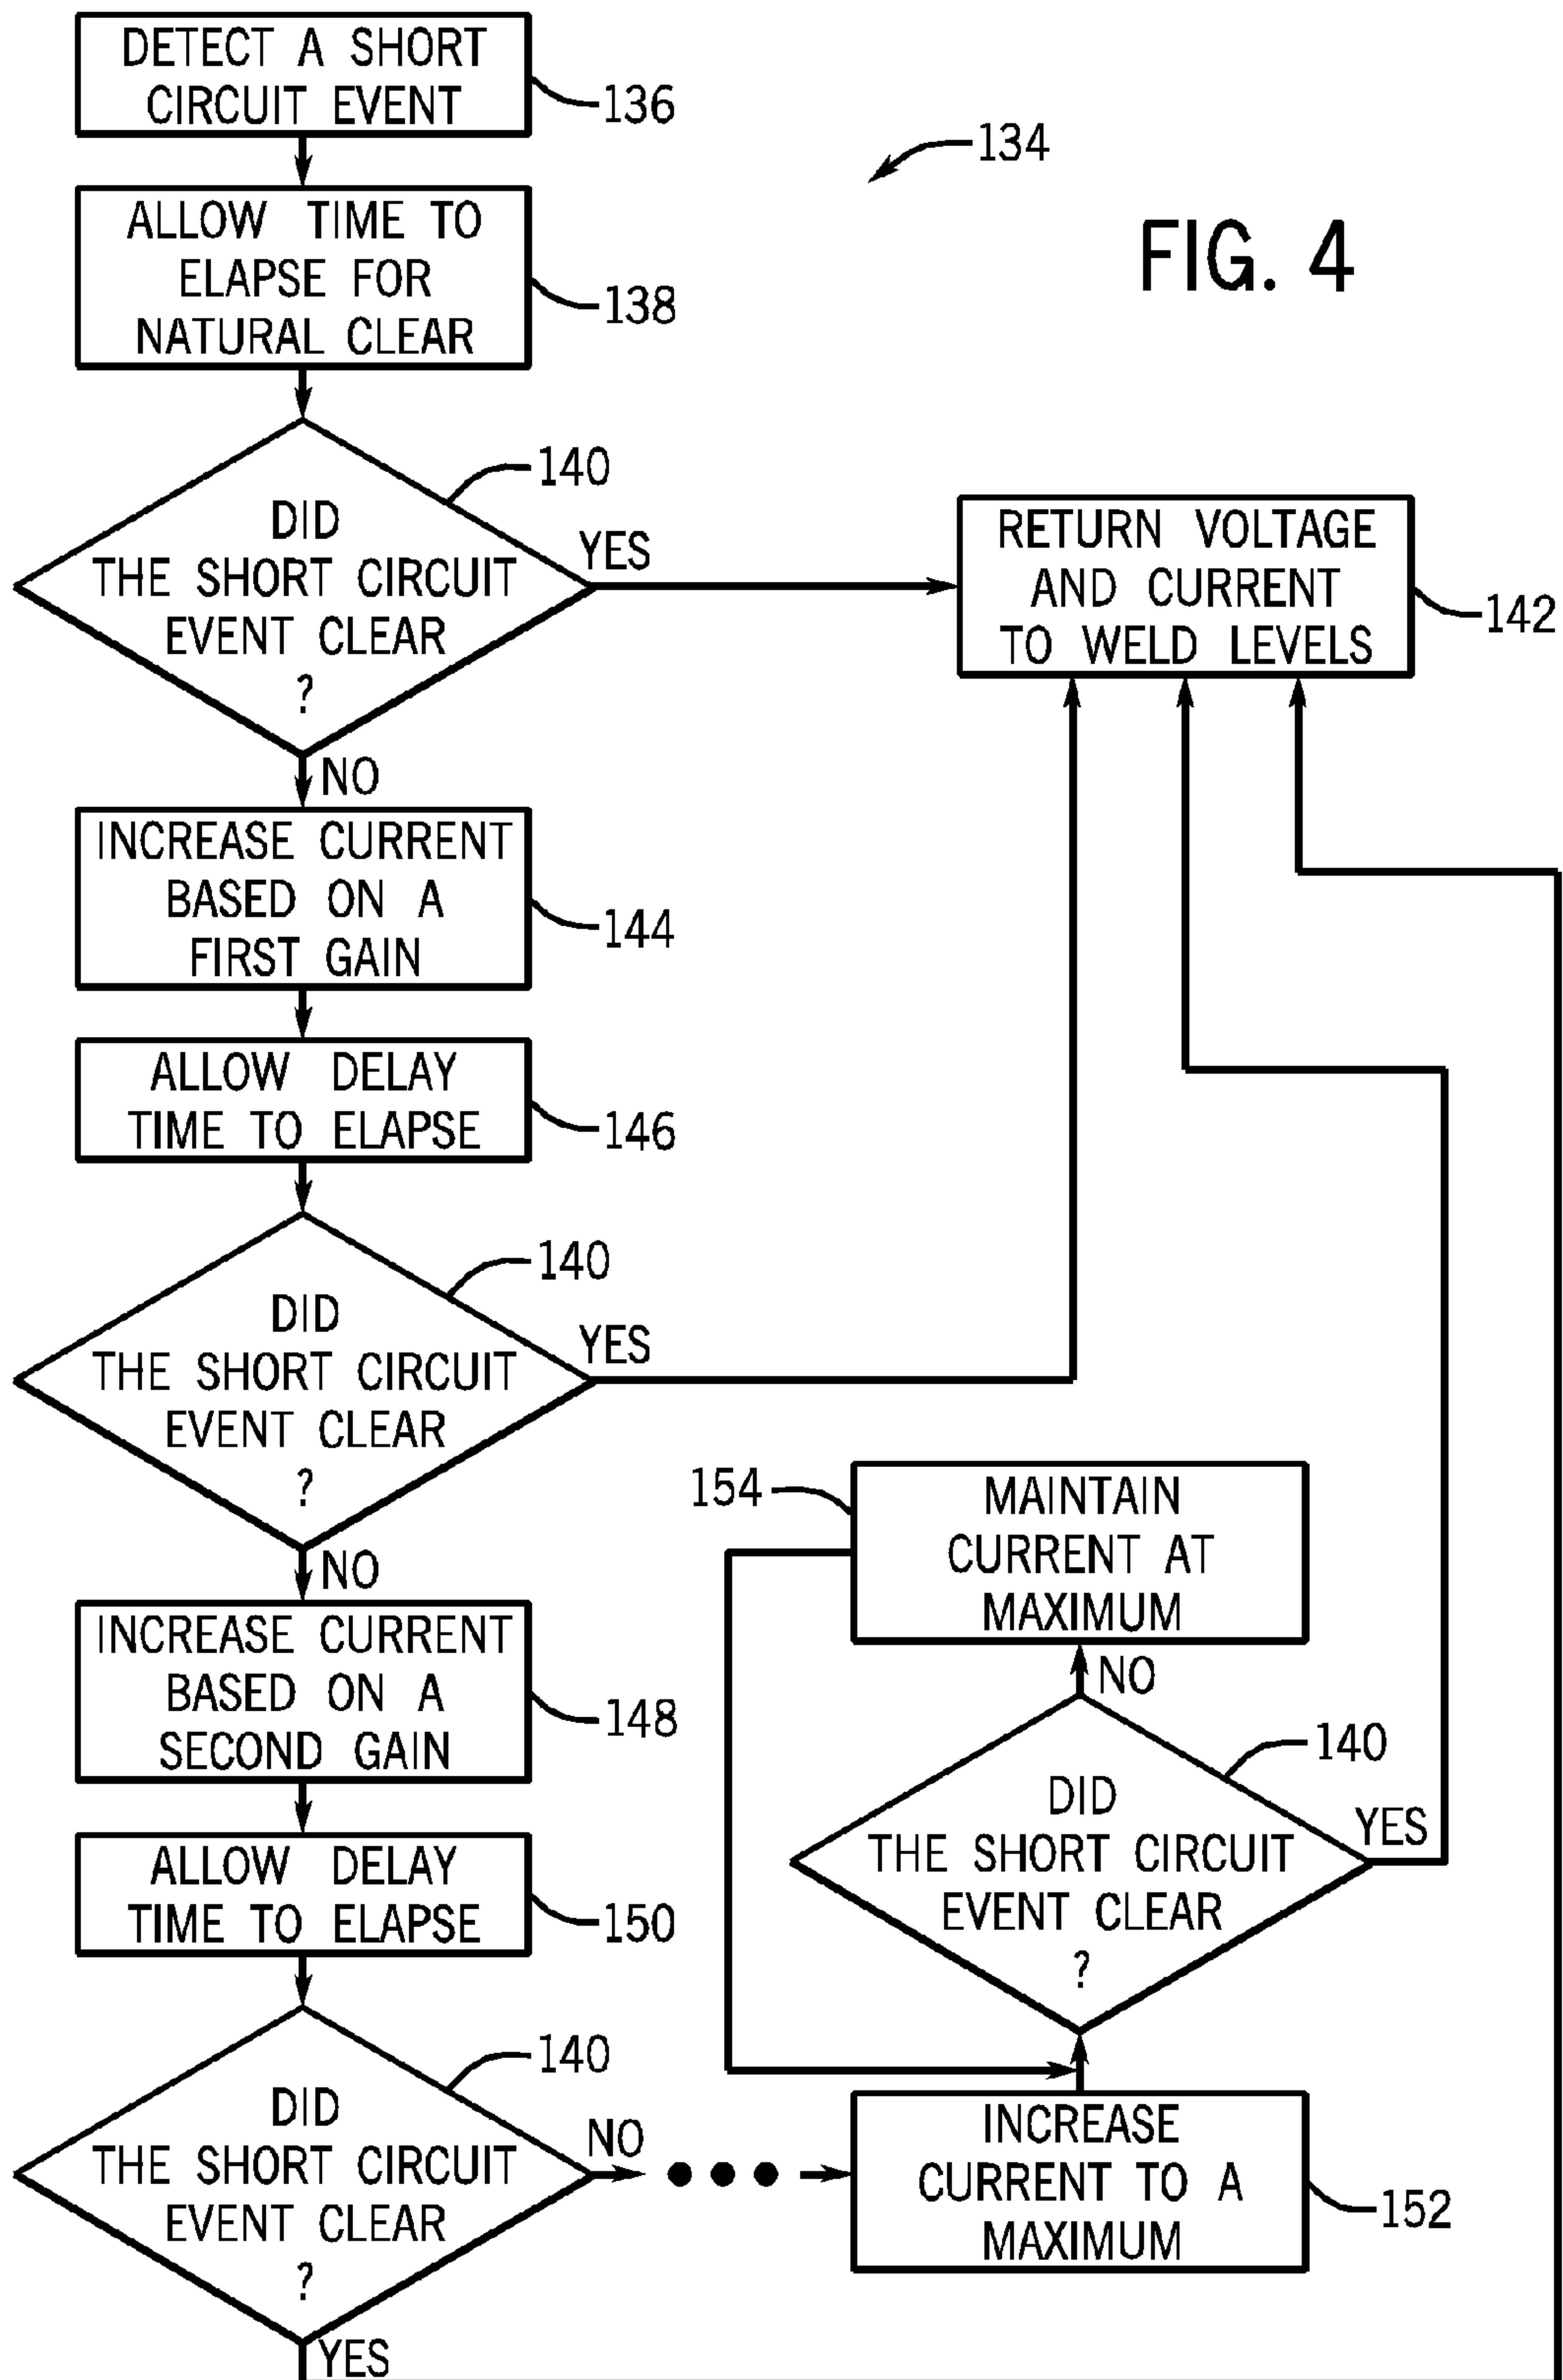 DETECT A SHORT
CIRCUIT EVENT
136
134
FIG. 4
ALLOW TIME TO
ELAPSE FOR
NATURAL CLEAR
138
140
DID
THE SHORT CIRCUIT
EVENT CLEAR
?
YES
NO
RETURN VOLTAGE
AND CURRENT
TO WELD LEVELS
142
INCREASE CURRENT
BASED ON A
FIRST GAIN
144
ALLOW DELAY
TIME TO ELAPSE
146
140
DID
THE SHORT CIRCUIT
EVENT CLEAR
?
YES
NO
INCREASE CURRENT
BASED ON A
SECOND GAIN
148
ALLOW DELAY
TIME TO ELAPSE
150
140
DID
THE SHORT CIRCUIT
EVENT CLEAR
?
NO
YES
154
MAINTAIN
CURRENT AT
MAXIMUM
NO
140
DID
THE SHORT CIRCUIT
EVENT CLEAR
?
YES
INCREASE
CURRENT TO A
MAXIMUM
152